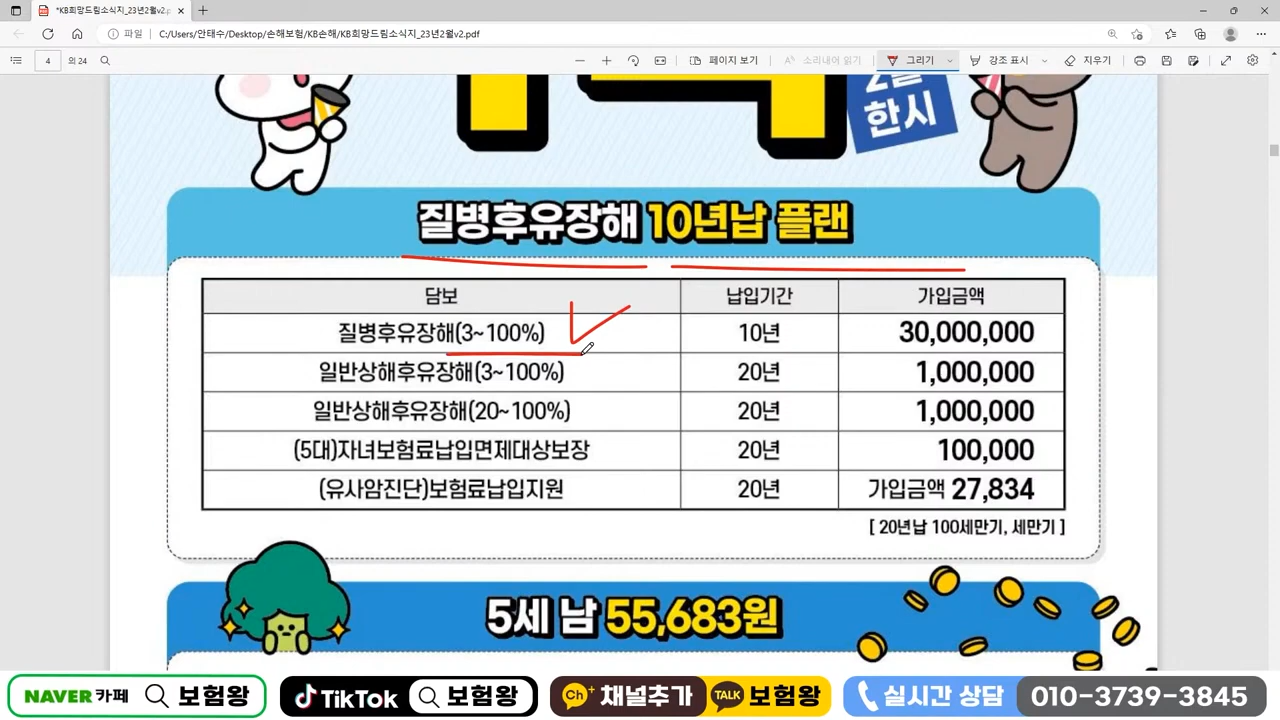 *KB희망드림소식지_23년2월v2.p
파일 C:/Users/안태수/Desktop/손해보험/KB손해/KB희망드림소식지_23년2월v2.pdf
4 의 24 페이지 보기 소리내어 읽기 그리기 강조 표시 지우기
한시
질병후유장해 10년납 플랜
담보 납입기간 가입금액
질병후유장해(3~100%) 10년 30,000,000
일반상해후유장해(3~100%) 20년 1,000,000
일반상해후유장해(20~100%) 20년 1,000,000
(5대)자녀보험료납입면제대상보장 20년 100,000
(유사암진단)보험료납입지원 20년 가입금액 27,834
[ 20년납 100세만기, 세만기 ]
5세 남 55,683원
NAVER 카페 보험왕 TikTok 보험왕 Ch+ 채널추가 TALK 보험왕 실시간 상담 010-3739-3845